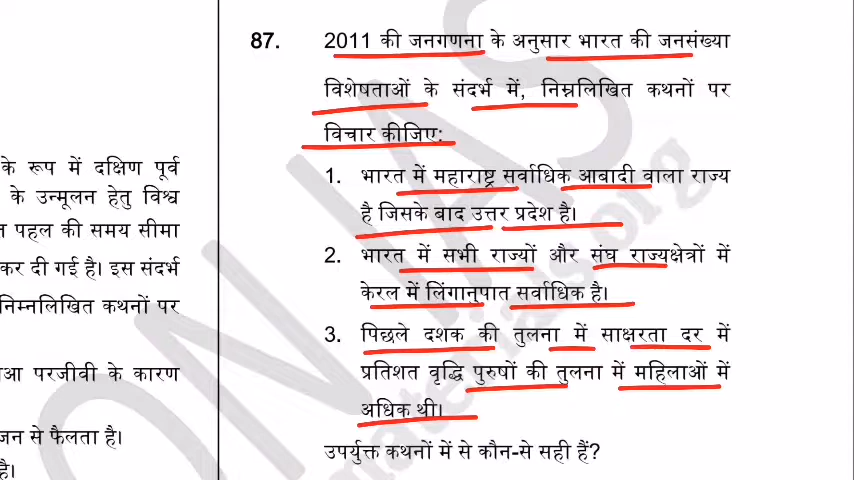 87. 2011 की जनगणना के अनुसार भारत की जनसंख्या
विशेषताओं के संदर्भ में, निम्नलिखित कथनों पर
विचार कीजिए:
1. भारत में महाराष्ट्र सर्वाधिक आबादी वाला राज्य
है जिसके बाद उत्तर प्रदेश है।
2. भारत में सभी राज्यों और संघ राज्यक्षेत्रों में
केरल में लिंगानुपात सर्वाधिक है।
3. पिछले दशक की तुलना में साक्षरता दर में
प्रतिशत वृद्धि पुरुषों की तुलना में महिलाओं में
अधिक थी।
उपर्युक्त कथनों में से कौन-से सही हैं?
के रूप में दक्षिण पूर्व
के उन्मूलन हेतु विश्व
पहल की समय सीमा
कर दी गई है। इस संदर्भ
निम्नलिखित कथनों पर
परजीवी के कारण
से फैलता है।
है।